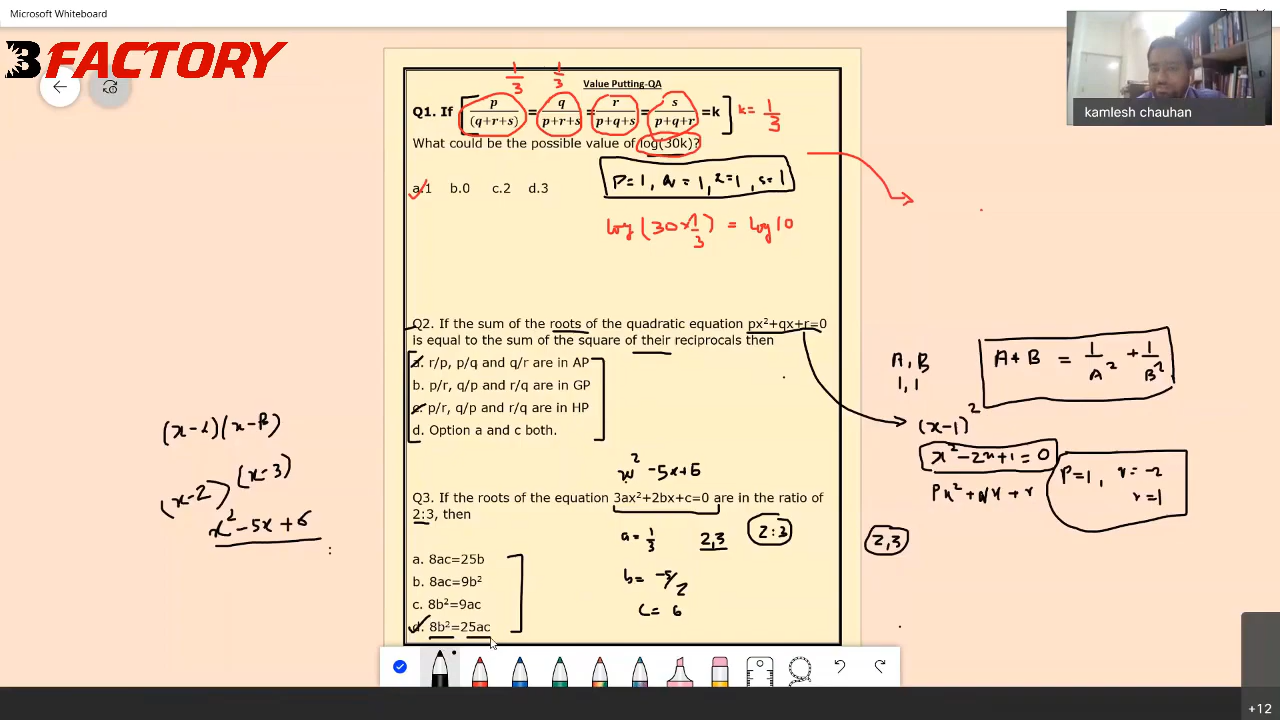 Microsoft Whiteboard
3FACTORY
kamlesh chauhan
Value Putting-QA
1/3 1/3
Q1. If [p/(q+r+s) = q/p+r+s = r/p+q+s = s/p+q+r =k] k = 1/3
What could be the possible value of log(30k)?
P=1, q=1, r=1, s=1
a.1 b.0 c.2 d.3
log(30×1/3) = log10
Q2. If the sum of the roots of the quadratic equation px²+qx+r=0
is equal to the sum of the square of their reciprocals then
a. r/p, p/q and q/r are in AP
b. p/r, q/p and r/q are in GP
c. p/r, q/p and r/q are in HP
d. Option a and c both.
A, B
1, 1
A+B = 1/A² + 1/B²
(x-1)²
x²-2x+1=0
px²+qx+r
P=1, r=-2
r=1
(x-2)(x-β)
(x-2) (x-3)
x²-5x+6
x²-5x+6
Q3. If the roots of the equation 3ax²+2bx+c=0 are in the ratio of
2:3, then
a = 1/3 2,3 2:3
2,3
b = -5/2
c = 6
a. 8ac=25b
b. 8ac=9b²
c. 8b²=9ac
d. 8b²=25ac
+12